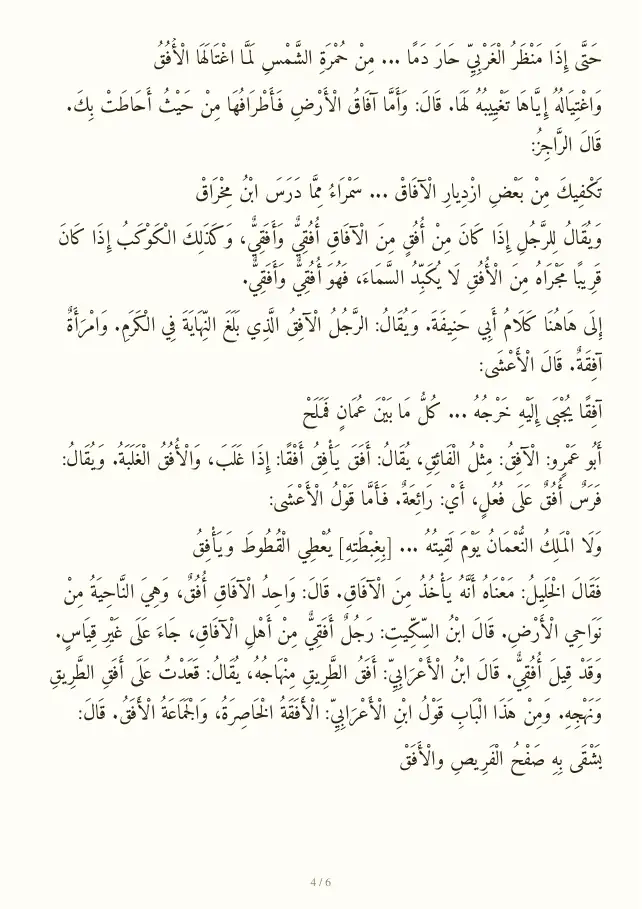 حَتَّى إِذَا مَنْظَرُ الْغَرْبِيِّ حَارَ دَمًا ... مِنْ حُمْرَةِ الشَّمْسِ لَمَّا اغْتَالَهَا الْأُفُقُ
وَاغْتِيَالُهُ إِيَّاهَا تَغْيِيبُهُ لَهَا. قَالَ: وَأَمَّا آفَاقُ الْأَرْضِ فَأَطْرَافُهَا مِنْ حَيْثُ أَحَاطَتْ بِكَ.
قَالَ الرَّاجِزُ:
تَكْفِيكَ مِنْ بَعْضِ ازْدِيارِ الْآفَاقْ ... سَمْرَاءُ مِمَّا دَرَسَ ابْنُ مِخْرَاقْ
وَيُقَالُ لِلرَّجُلِ إِذَا كَانَ مِنْ أُفُقٍ مِنَ الْآفَاقِ أُفُقِيٌّ وَأَفَقِيٌّ، وَكَذَلِكَ الْكَوْكَبُ إِذَا كَانَ
قَرِيبًا مَجْرَاهُ مِنَ الْأُفُقِ لَا يُكَبِّدُ السَّمَاءَ، فَهُوَ أُفُقِيٌّ وَأَفَقِيٌّ.
إِلَى هَاهُنَا كَلَامُ أَبِي حَنِيفَةَ. وَيُقَالُ: الرَّجُلُ الْآفِقُ الَّذِي بَلَغَ النِّهَايَةَ فِي الْكَرَمِ. وَامْرَأَةٌ
آفِقَةٌ. قَالَ الْأَعْشَى:
آفِقًا يُجْبَى إِلَيْهِ خَرْجُهُ ... كُلُّ مَا بَيْنَ عُمَانٍ فَمَلَحْ
أَبُو عَمْرٍو: الْآفِقُ: مِثْلُ الْفَائِقِ، يُقَالُ: أَفَقَ يَأْفِقُ أَفْقًا: إِذَا غَلَبَ، وَالْأُفُقُ الْغَلَبَةُ. وَيُقَالُ:
فَرَسٌ أُفُقٌ عَلَى فُعُلٍ، أَيْ: رَائِعَةٌ. فَأَمَّا قَوْلُ الْأَعْشَى:
وَلَا الْمَلِكُ النُّعْمَانُ يَوْمَ لَقِيتُهُ ... [بِغِبْطَتِهِ] يُعْطِي الْقُطُوطَ وَيَأْفِقُ
فَقَالَ الْخَلِيلُ: مَعْنَاهُ أَنَّهُ يَأْخُذُ مِنَ الْآفَاقِ. قَالَ: وَاحِدُ الْآفَاقِ أُفُقٌ، وَهِيَ النَّاحِيَةُ مِنْ
نَوَاحِي الْأَرْضِ. قَالَ ابْنُ السِّكِّيتِ: رَجُلٌ أَفَقِيٌّ مِنْ أَهْلِ الْآفَاقِ، جَاءَ عَلَى غَيْرِ قِيَاسٍ.
وَقَدْ قِيلَ أُفُقِيٌّ. قَالَ ابْنُ الْأَعْرَابِيِّ: أَفَقُ الطَّرِيقِ مِنْهَاجُهُ، يُقَالُ: قَعَدْتُ عَلَى أَفَقِ الطَّرِيقِ
وَنَهْجِهِ. وَمِنْ هَذَا الْبَابِ قَوْلُ ابْنِ الْأَعْرَابِيِّ: الْأَفَقَةُ الْخَاصِرَةُ، وَالْجَمَاعَةُ الْأَفَقُ. قَالَ:
يَشْقَى بِهِ صَفْحُ الْفَرِيصِ والْأَفَقْ
4 / 6